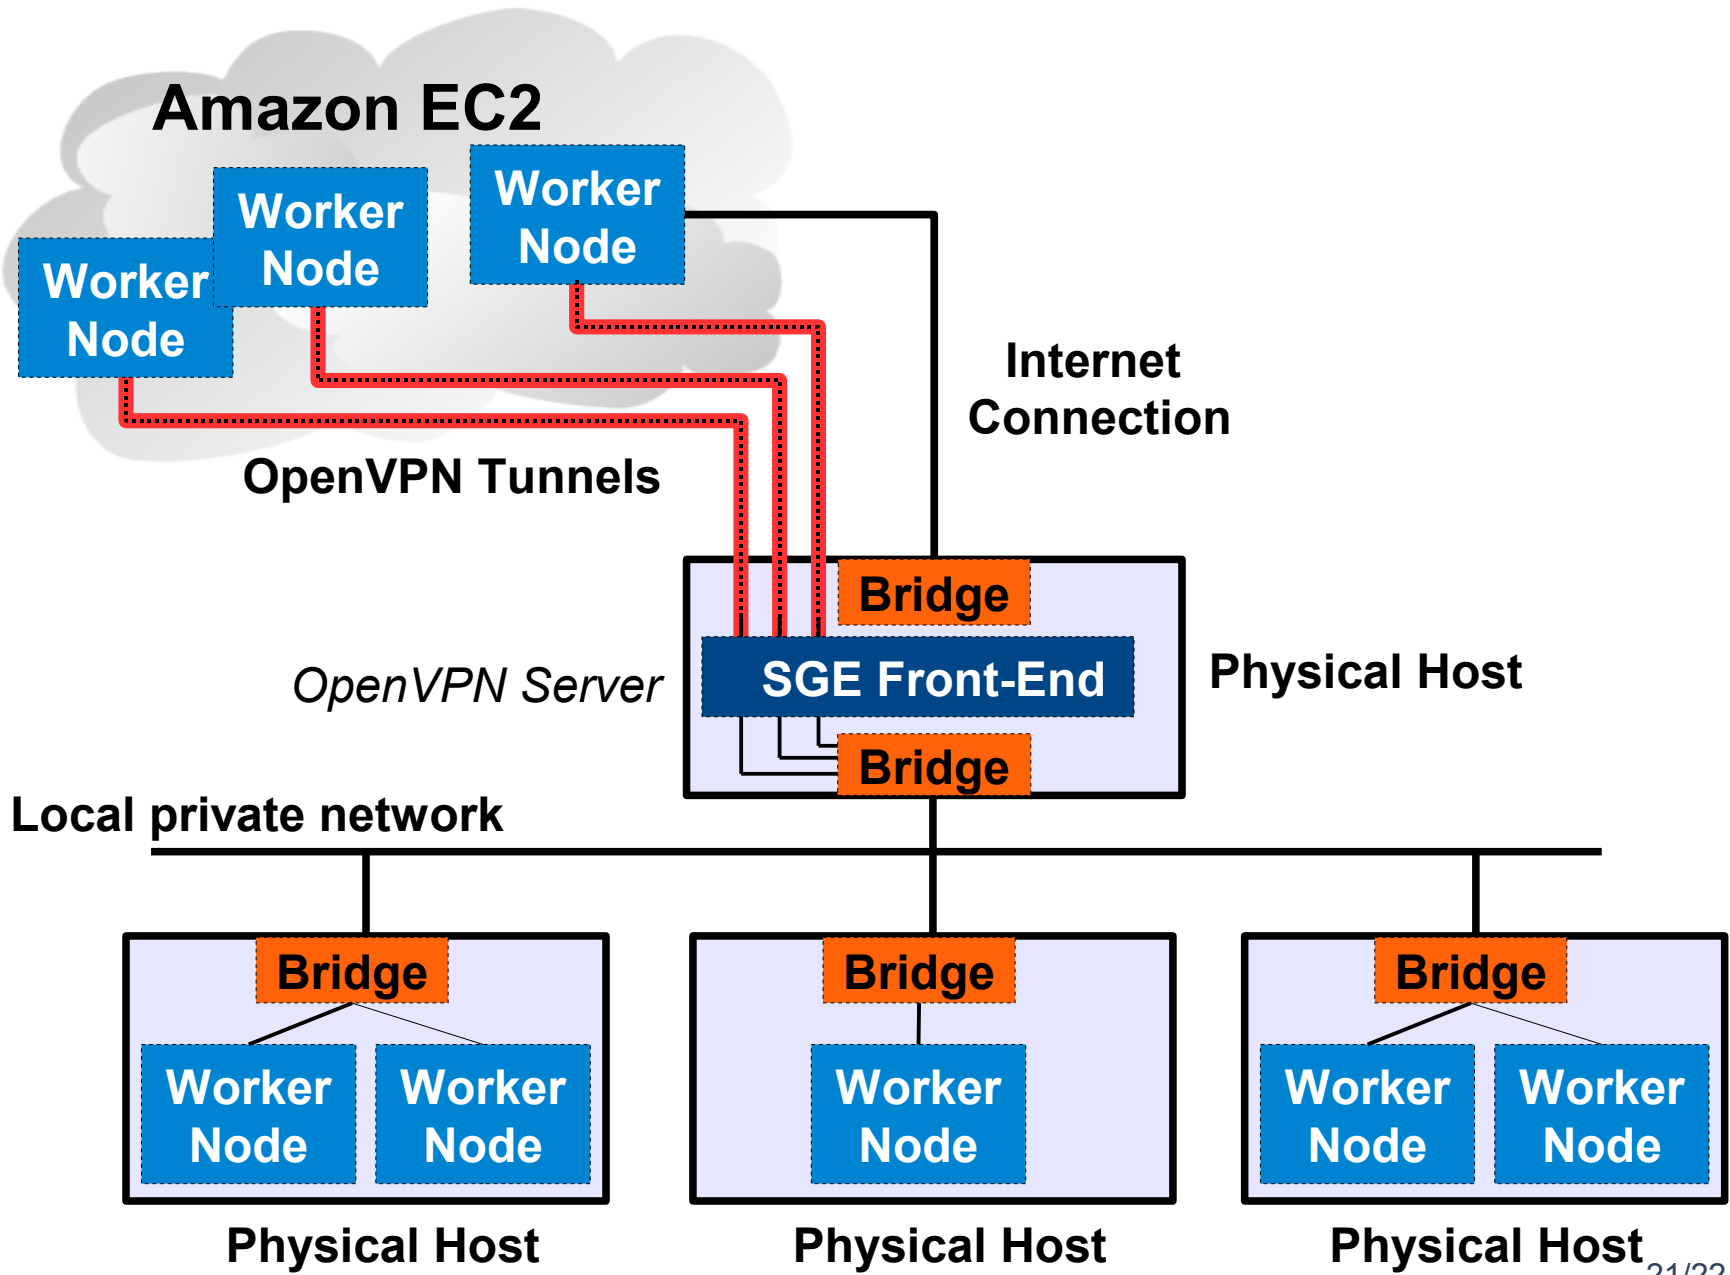 Amazon EC2
Worker
Node
Worker
Node
Worker
Node
Internet
Connection
OpenVPN Tunnels
Bridge
OpenVPN Server
SGE Front-End
Physical Host
Bridge
Local private network
Bridge
Bridge
Bridge
Worker
Node
Worker
Node
Worker
Node
Worker
Node
Worker
Node
Physical Host
Physical Host
Physical Host
21/22